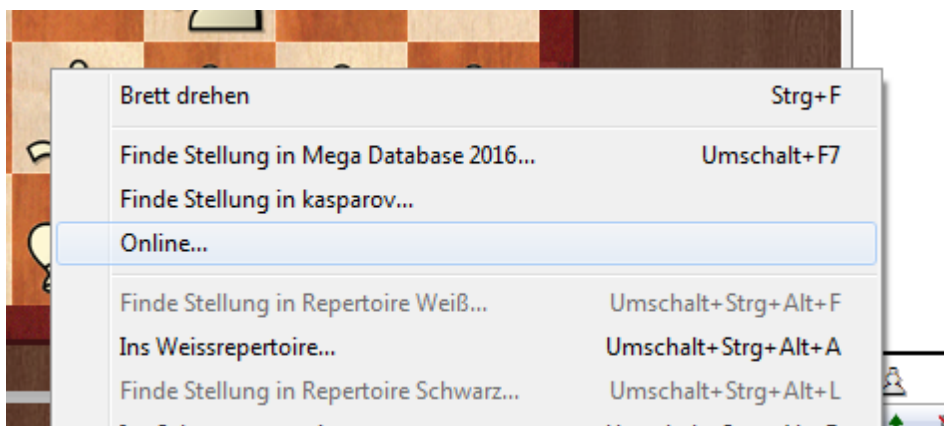 Brett drehen Strg+F
Finde Stellung in Mega Database 2016... Umschalt+F7
Finde Stellung in kasparov...
Online...
Finde Stellung in Repertoire Weiß... Umschalt+Strg+Alt+F
Ins Weissrepertoire... Umschalt+Strg+Alt+A
Finde Stellung in Repertoire Schwarz... Umschalt+Strg+Alt+L